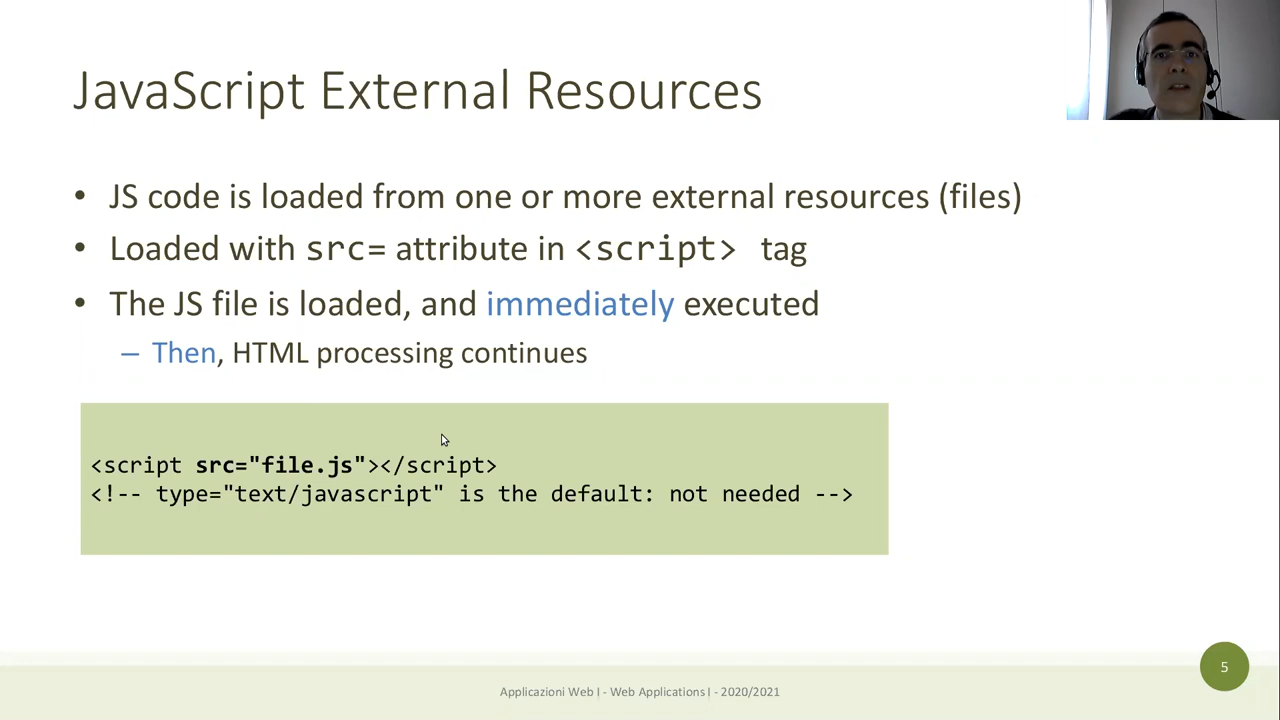 JavaScript External Resources
• JS code is loaded from one or more external resources (files)
• Loaded with src= attribute in <script> tag
• The JS file is loaded, and immediately executed
– Then, HTML processing continues
<script src="file.js"></script>
<!-- type="text/javascript" is the default: not needed -->
5
Applicazioni Web I - Web Applications I - 2020/2021